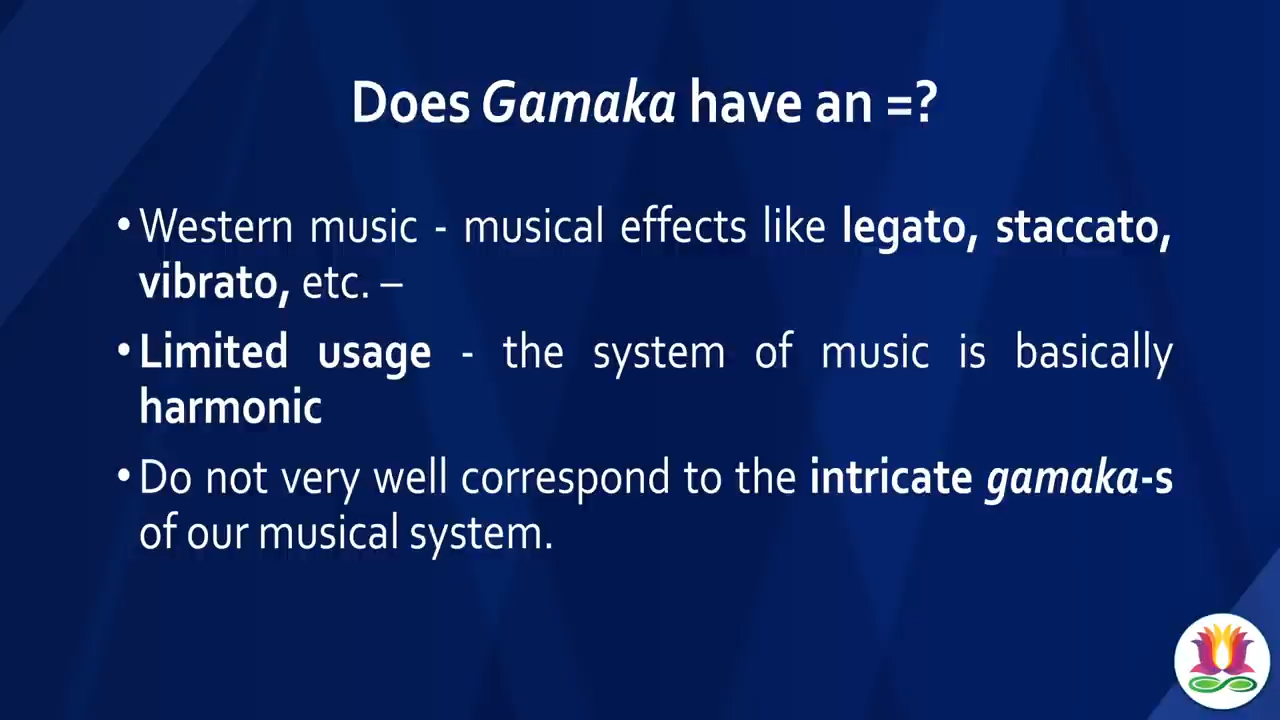 Does Gamaka have an =?
•Western music - musical effects like legato, staccato,
vibrato, etc. –
•Limited usage - the system of music is basically
harmonic
•Do not very well correspond to the intricate gamaka-s
of our musical system.